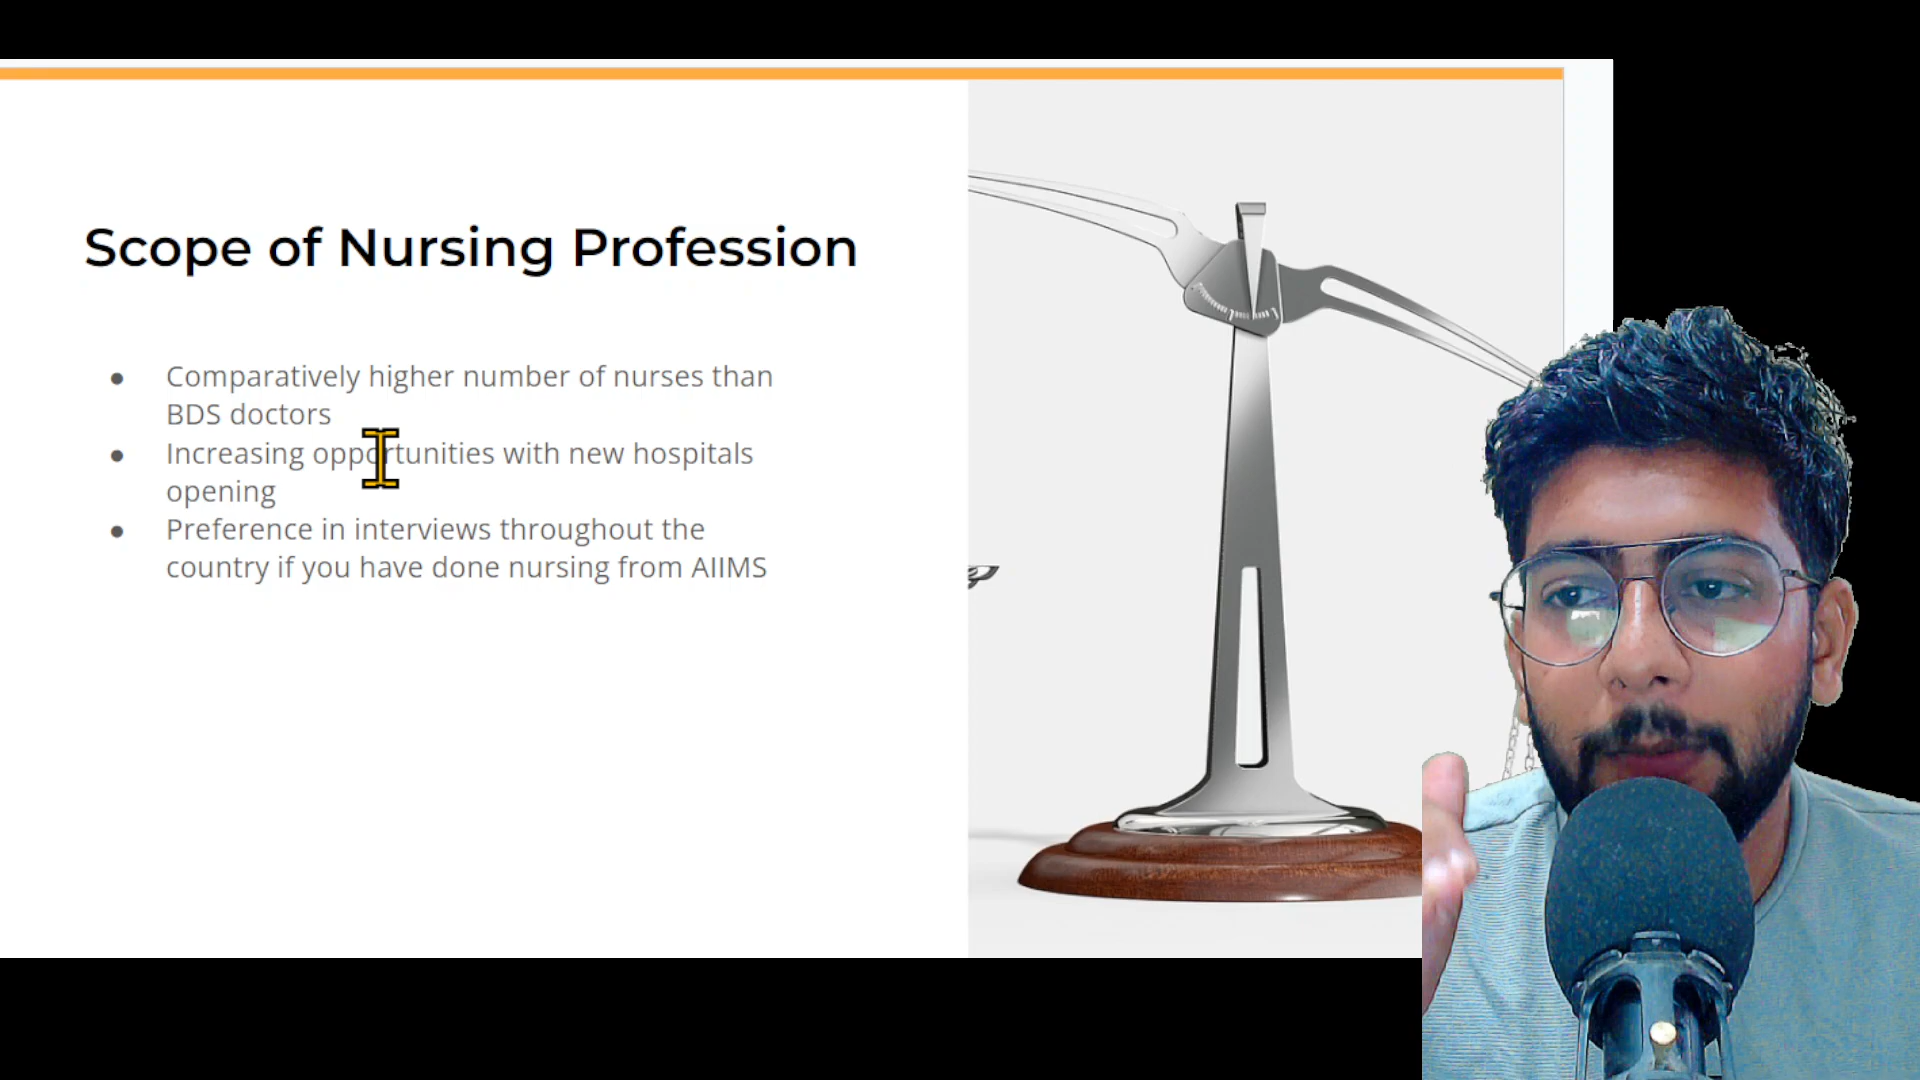 Scope of Nursing Profession
● Comparatively higher number of nurses than
BDS doctors
● Increasing opportunities with new hospitals
opening
● Preference in interviews throughout the
country if you have done nursing from AIIMS